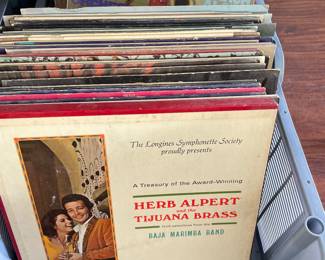 The Longines Symphonette Society
proudly presents
A Treasury of the Award-Winning
HERB ALPERT
and the
TIJUANA BRASS
BAJA MARIMBA BAND